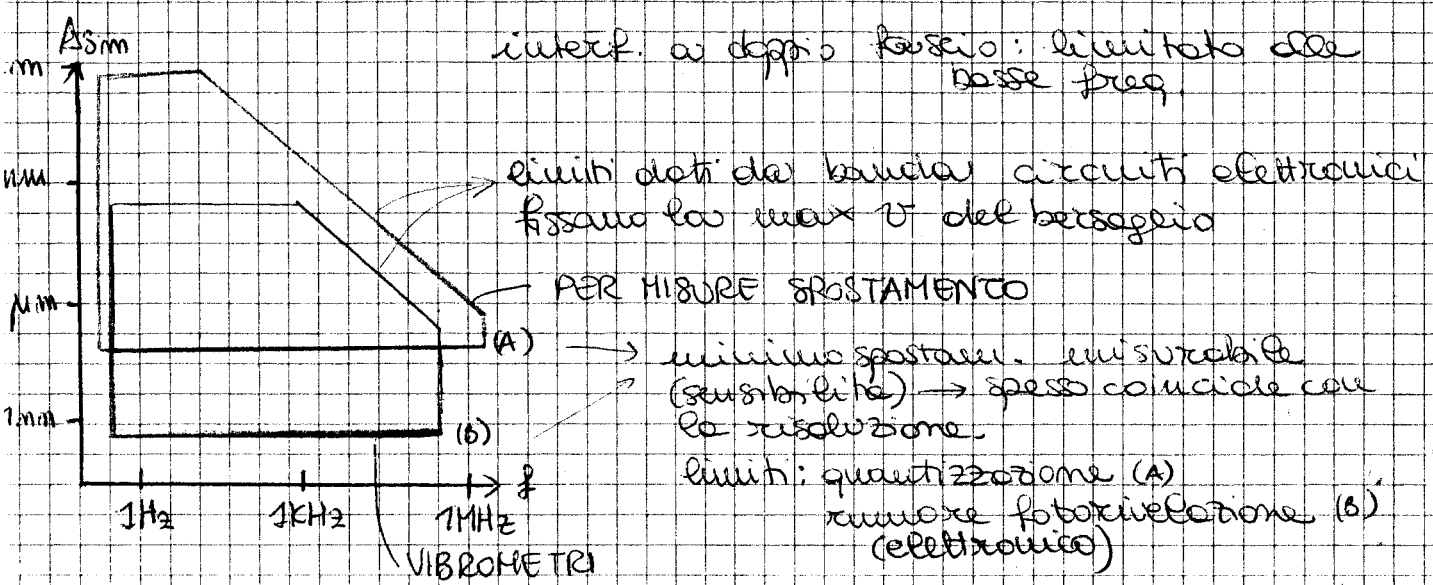 Asm
m
interf. a doppio fascio: limitato alle
basse freq.
mm
limiti dati da banda circuiti elettronici
fissano la max v del bersaglio
PER MISURE SPOSTAMENTO
μm
(A)
minimo spostam. misurabile
(sensibilità) → spesso coincide con
la risoluzione.
1nm
(B)
limiti: quantizzazione (A)
rumore fotorivelazione (B)
(elettronico)
f
1Hz 1KHz 1MHz
VIBROMETRI